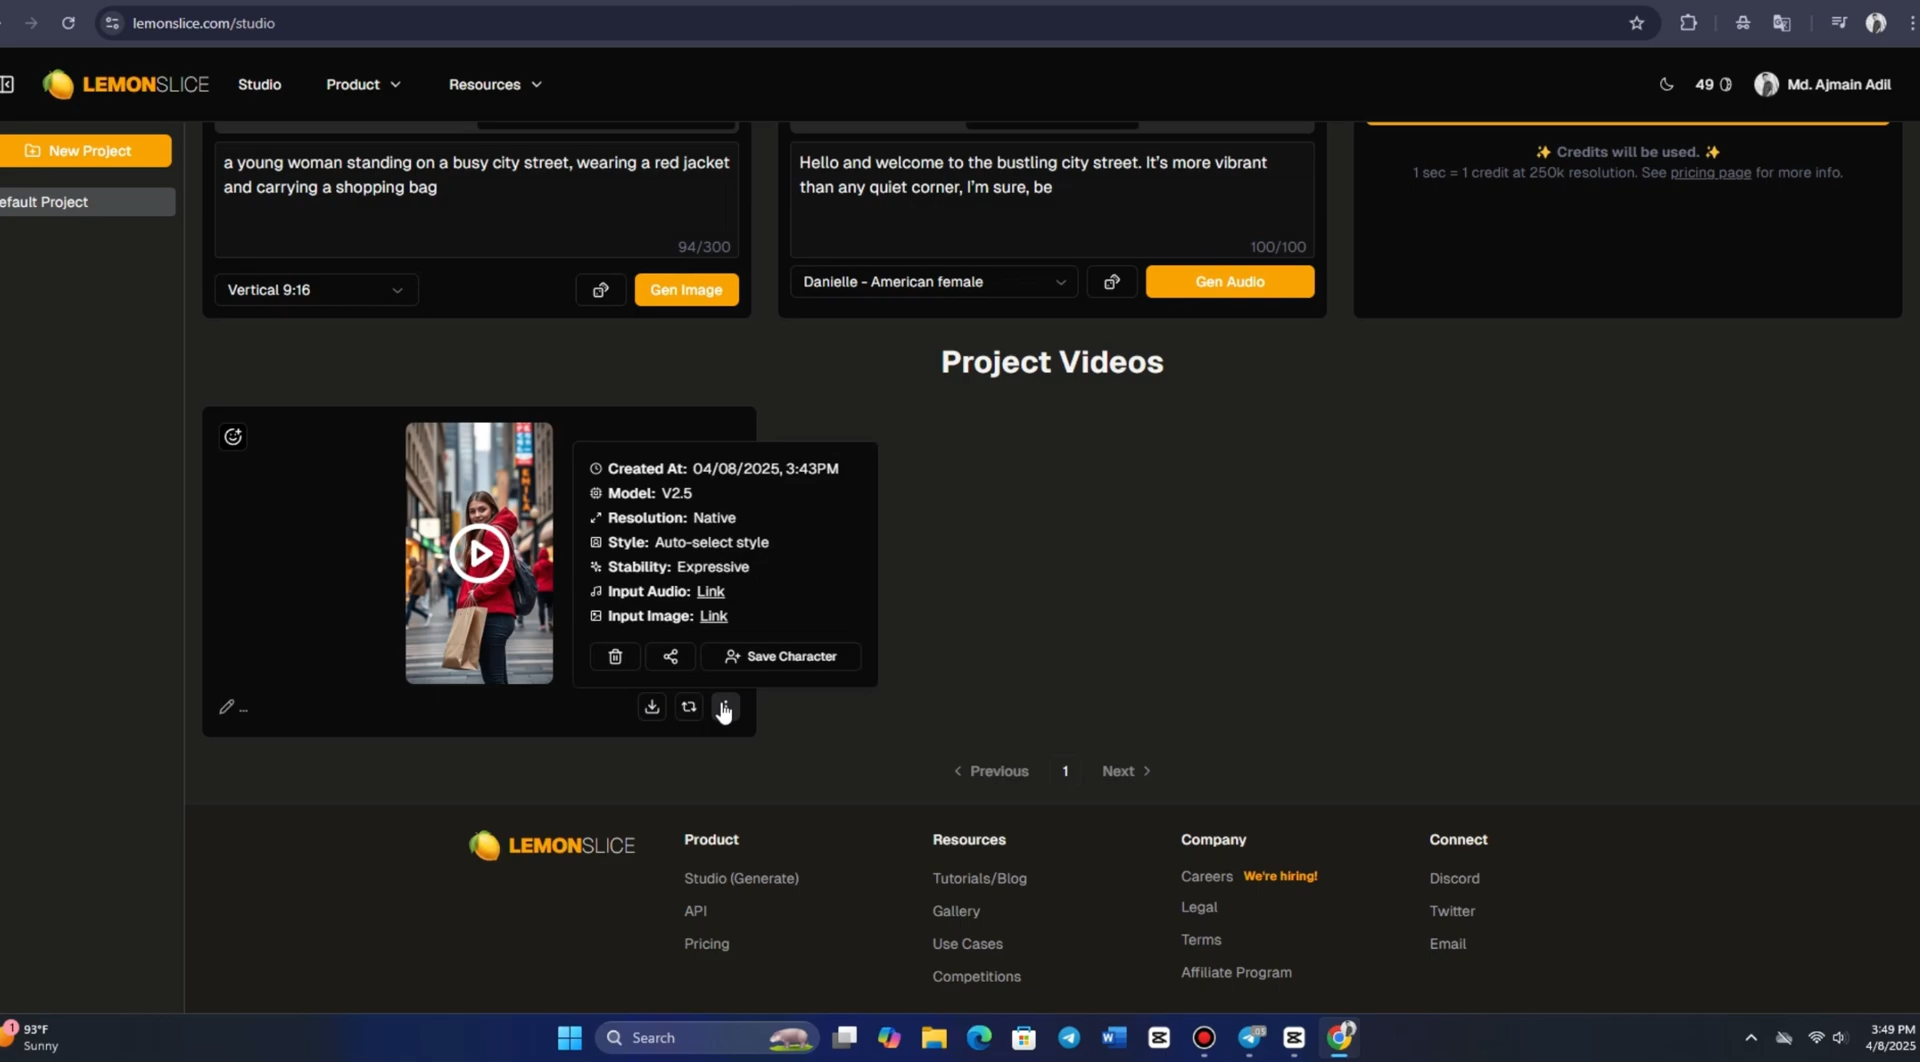 lemonslice.com/studio
LEMONSLICE
Studio
Product
Resources
49
Md. Ajmain Adil
New Project
efault Project
a young woman standing on a busy city street, wearing a red jacket
and carrying a shopping bag
94/300
Vertical 9:16
Gen Image
Hello and welcome to the bustling city street. It's more vibrant
than any quiet corner, I'm sure, be
100/100
Danielle - American female
Gen Audio
✨ Credits will be used. ✨
1 sec = 1 credit at 250k resolution. See pricing page for more info.
Project Videos
Created At: 04/08/2025, 3:43PM
Model: V2.5
Resolution: Native
Style: Auto-select style
Stability: Expressive
Input Audio: Link
Input Image: Link
Save Character
...
Previous
1
Next
LEMONSLICE
Product
Studio (Generate)
API
Pricing
Resources
Tutorials/Blog
Gallery
Use Cases
Competitions
Company
Careers We're hiring!
Legal
Terms
Affiliate Program
Connect
Discord
Twitter
Email
1
93°F
Sunny
Search
3:49 PM
4/8/2025